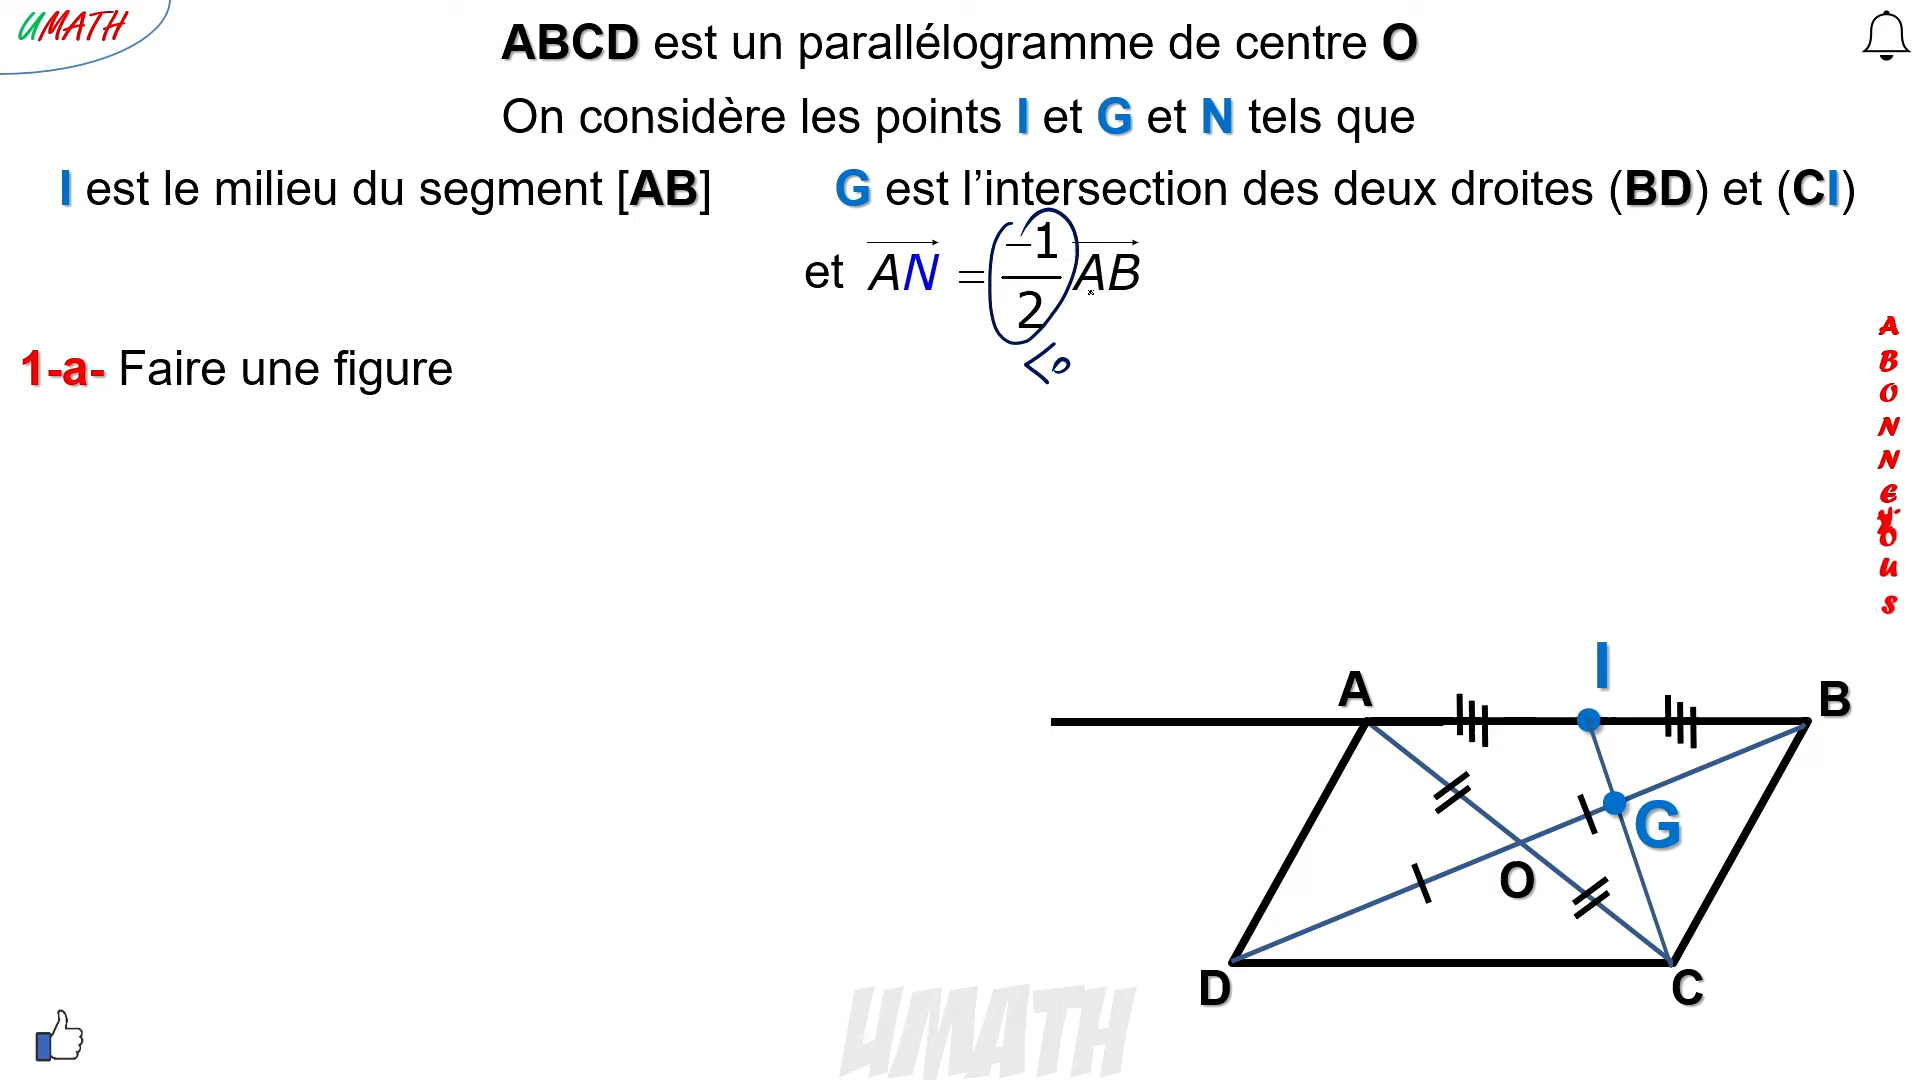 UMATH
ABCD est un parallélogramme de centre O
On considère les points I et G et N tels que
I est le milieu du segment [AB] G est l’intersection des deux droites (BD) et (CI)
et AN = -1/2 AB
<0
1-a- Faire une figure
ABONNEZ-VOUS
I
A
B
G
O
D
C
UMATH